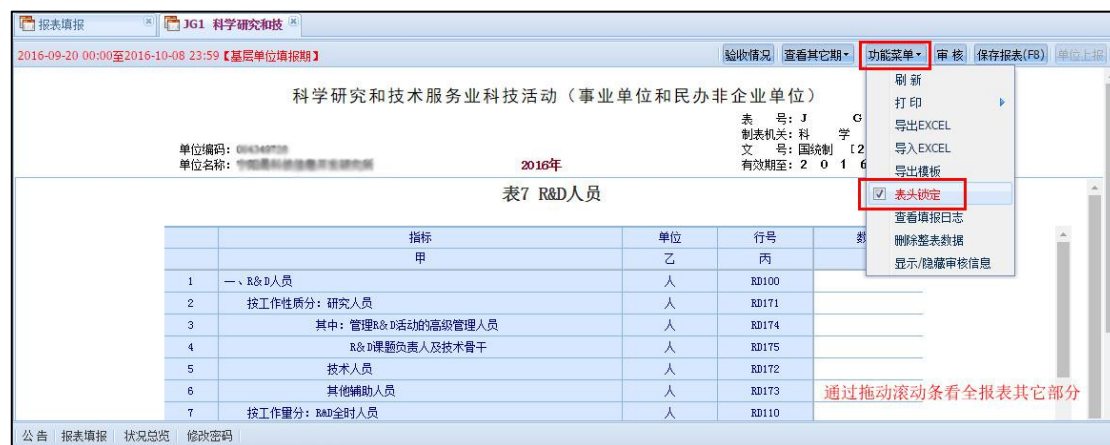 报表填报 JG1 科学研究和技
2016-09-20 00:00至2016-10-08 23:59【基层单位填报期】 验收情况 查看其它期 功能菜单 审 核 保存报表(F8) 单位上报
刷 新
打 印
导出EXCEL
导入EXCEL
导出模板
表头锁定
查看填报日志
删除整表数据
显示/隐藏审核信息
科学研究和技术服务业科技活动（事业单位和民办非企业单位）
表 号：J G
制表机关：科 学
单位编码： 文 号：国统制 [2
单位名称： 2016年 有效期至：2 0 1 6
表7 R&D人员
指标 单位 行号 数
甲 乙 丙
1 一、R&D人员 人 RD100
2 按工作性质分：研究人员 人 RD171
3 其中：管理R&D活动的高级管理人员 人 RD174
4 R&D课题负责人及技术骨干 人 RD175
5 技术人员 人 RD172
6 其他辅助人员 人 RD173
通过拖动滚动条看全报表其它部分
7 按工作量分：R&D全时人员 人 RD110
公 告 报表填报 状况总览 修改密码